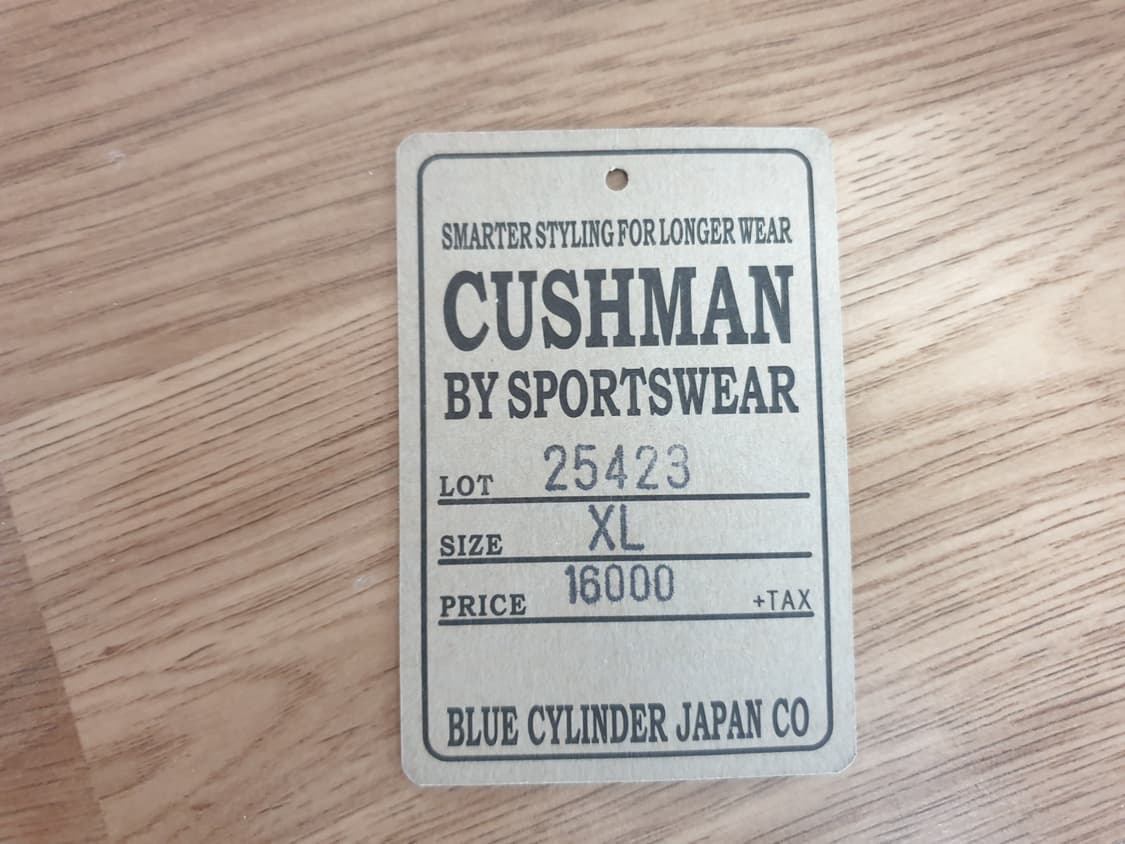 SMARTER STYLING FOR LONGER WEAR
CUSHMAN
BY SPORTSWEAR
LOT 25423
SIZE XL
PRICE 16000 +TAX
BLUE CYLINDER JAPAN CO